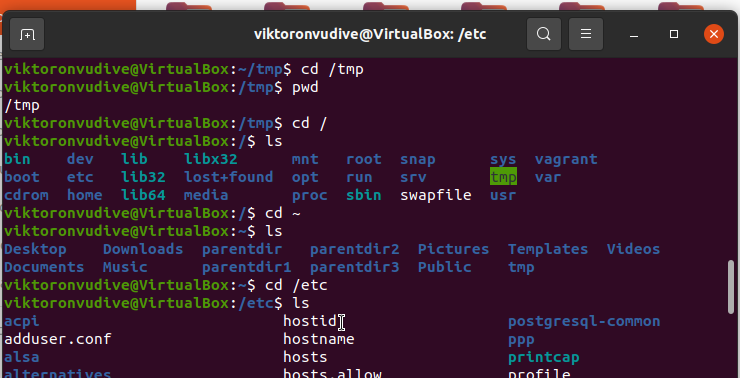 viktoronvudive@VirtualBox: /etc
viktoronvudive@VirtualBox:~/tmp$ cd /tmp
viktoronvudive@VirtualBox:/tmp$ pwd
/tmp
viktoronvudive@VirtualBox:/tmp$ cd /
viktoronvudive@VirtualBox:/$ ls
bin dev lib libx32 mnt root snap sys vagrant
boot etc lib32 lost+found opt run srv tmp var
cdrom home lib64 media proc sbin swapfile usr
viktoronvudive@VirtualBox:/$ cd ~
viktoronvudive@VirtualBox:~$ ls
Desktop Downloads parentdir parentdir2 Pictures Templates Videos
Documents Music parentdir1 parentdir3 Public tmp
viktoronvudive@VirtualBox:~$ cd /etc
viktoronvudive@VirtualBox:/etc$ ls
acpi hostid postgresql-common
adduser.conf hostname ppp
alsa hosts printcap
alternatives hosts.allow profile